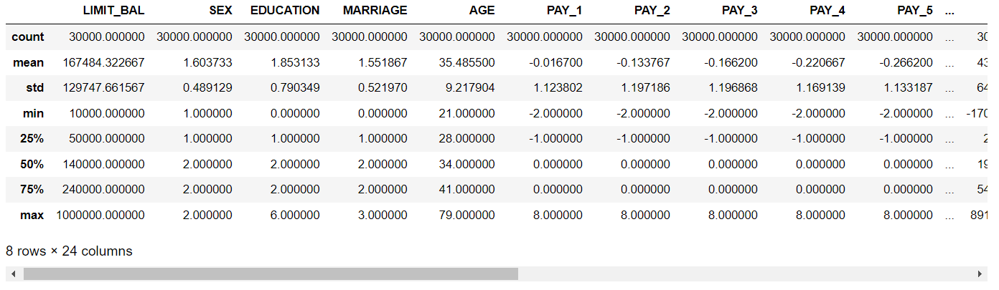 LIMIT_BAL SEX EDUCATION MARRIAGE AGE PAY_1 PAY_2 PAY_3 PAY_4 PAY_5 ...
count 30000.000000 30000.000000 30000.000000 30000.000000 30000.000000 30000.000000 30000.000000 30000.000000 30000.000000 30000.000000 ... 30
mean 167484.322667 1.603733 1.853133 1.551867 35.485500 -0.016700 -0.133767 -0.166200 -0.220667 -0.266200 ... 43
std 129747.661567 0.489129 0.790349 0.521970 9.217904 1.123802 1.197186 1.196868 1.169139 1.133187 ... 64
min 10000.000000 1.000000 0.000000 0.000000 21.000000 -2.000000 -2.000000 -2.000000 -2.000000 -2.000000 ... -170
25% 50000.000000 1.000000 1.000000 1.000000 28.000000 -1.000000 -1.000000 -1.000000 -1.000000 -1.000000 ... 2
50% 140000.000000 2.000000 2.000000 2.000000 34.000000 0.000000 0.000000 0.000000 0.000000 0.000000 ... 19
75% 240000.000000 2.000000 2.000000 2.000000 41.000000 0.000000 0.000000 0.000000 0.000000 0.000000 ... 54
max 1000000.000000 2.000000 6.000000 3.000000 79.000000 8.000000 8.000000 8.000000 8.000000 8.000000 ... 891
8 rows × 24 columns